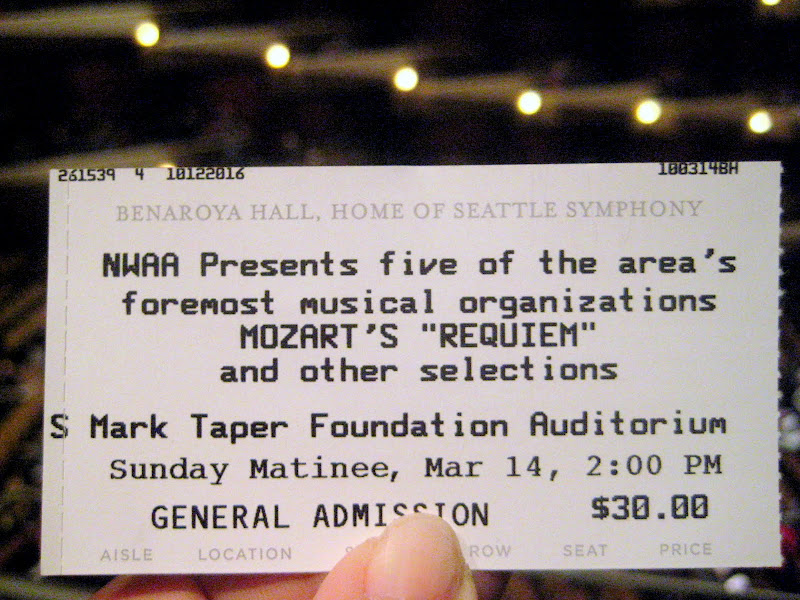 261539 4 10122016 100314BH
BENAROYA HALL, HOME OF SEATTLE SYMPHONY
NWAA Presents five of the area's
foremost musical organizations
MOZART'S "REQUIEM"
and other selections
S Mark Taper Foundation Auditorium
Sunday Matinee, Mar 14, 2:00 PM
GENERAL ADMISSION $30.00
AISLE LOCATION ROW SEAT PRICE